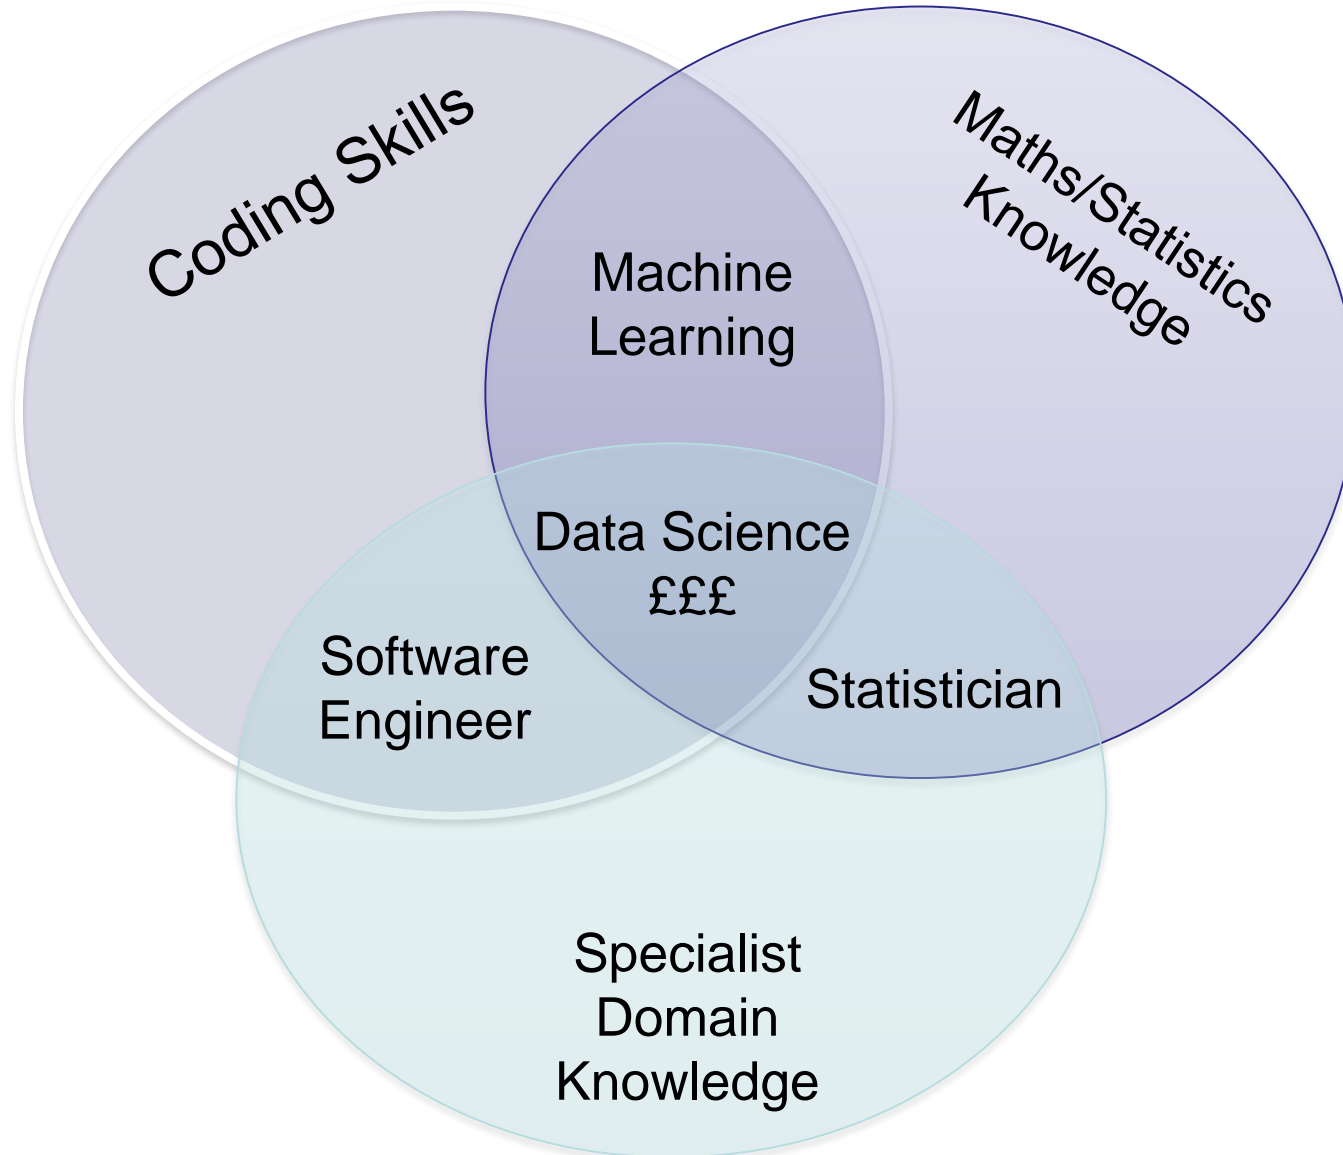 Coding Skills
Maths/Statistics
Knowledge
Machine
Learning
Data Science
£££
Software
Engineer
Statistician
Specialist
Domain
Knowledge